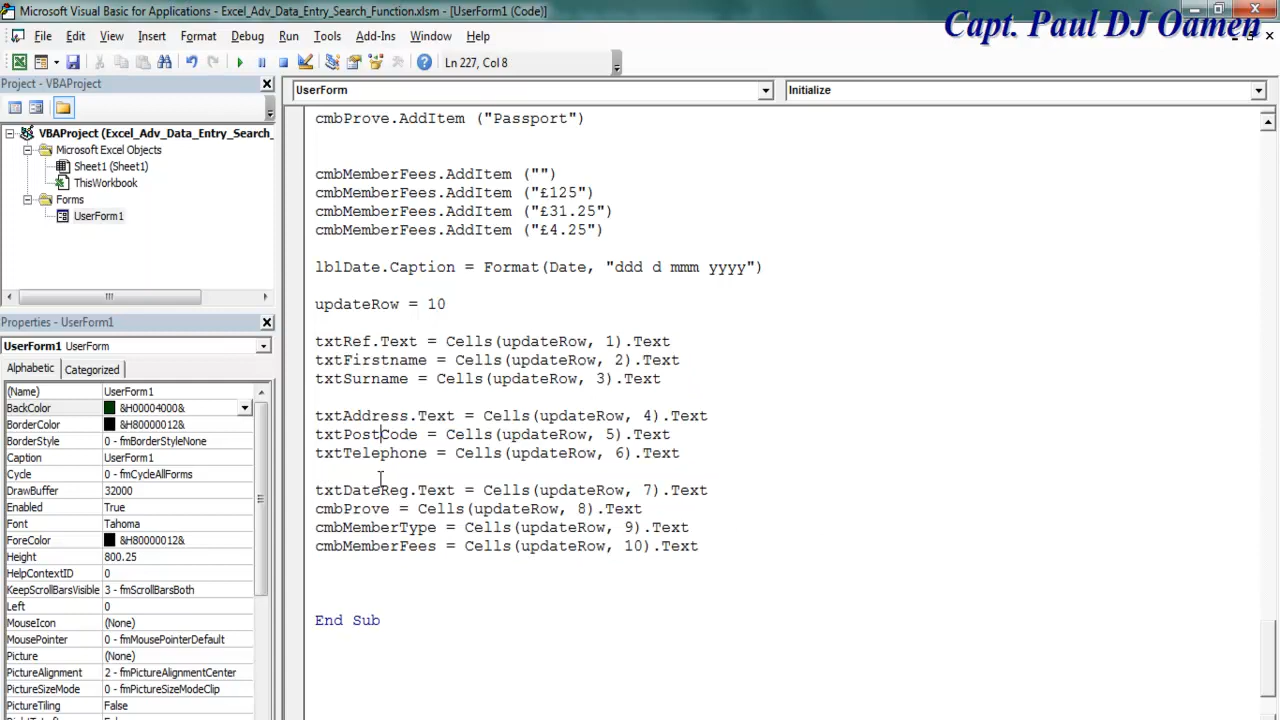 Microsoft Visual Basic for Applications - Excel_Adv_Data_Entry_Search_Function.xlsm - [UserForm1 (Code)]
Capt. Paul DJ Oamen
File Edit View Insert Format Debug Run Tools Add-Ins Window Help
Ln 227, Col 8
Project - VBAProject
VBAProject (Excel_Adv_Data_Entry_Search_
Microsoft Excel Objects
Sheet1 (Sheet1)
ThisWorkbook
Forms
UserForm1
Properties - UserForm1
UserForm1 UserForm
Alphabetic Categorized
(Name) UserForm1
BackColor &H00004000&
BorderColor &H80000012&
BorderStyle 0 - fmBorderStyleNone
Caption UserForm1
Cycle 0 - fmCycleAllForms
DrawBuffer 32000
Enabled True
Font Tahoma
ForeColor &H80000012&
Height 800.25
HelpContextID 0
KeepScrollBarsVisible 3 - fmScrollBarsBoth
Left 0
MouseIcon (None)
MousePointer 0 - fmMousePointerDefault
Picture (None)
PictureAlignment 2 - fmPictureAlignmentCenter
PictureSizeMode 0 - fmPictureSizeModeClip
PictureTiling False
UserForm Initialize
cmbProve.AddItem ("Passport")
cmbMemberFees.AddItem ("")
cmbMemberFees.AddItem ("£125")
cmbMemberFees.AddItem ("£31.25")
cmbMemberFees.AddItem ("£4.25")
lblDate.Caption = Format(Date, "ddd d mmm yyyy")
updateRow = 10
txtRef.Text = Cells(updateRow, 1).Text
txtFirstname = Cells(updateRow, 2).Text
txtSurname = Cells(updateRow, 3).Text
txtAddress.Text = Cells(updateRow, 4).Text
txtPostCode = Cells(updateRow, 5).Text
txtTelephone = Cells(updateRow, 6).Text
txtDateReg.Text = Cells(updateRow, 7).Text
cmbProve = Cells(updateRow, 8).Text
cmbMemberType = Cells(updateRow, 9).Text
cmbMemberFees = Cells(updateRow, 10).Text
End Sub